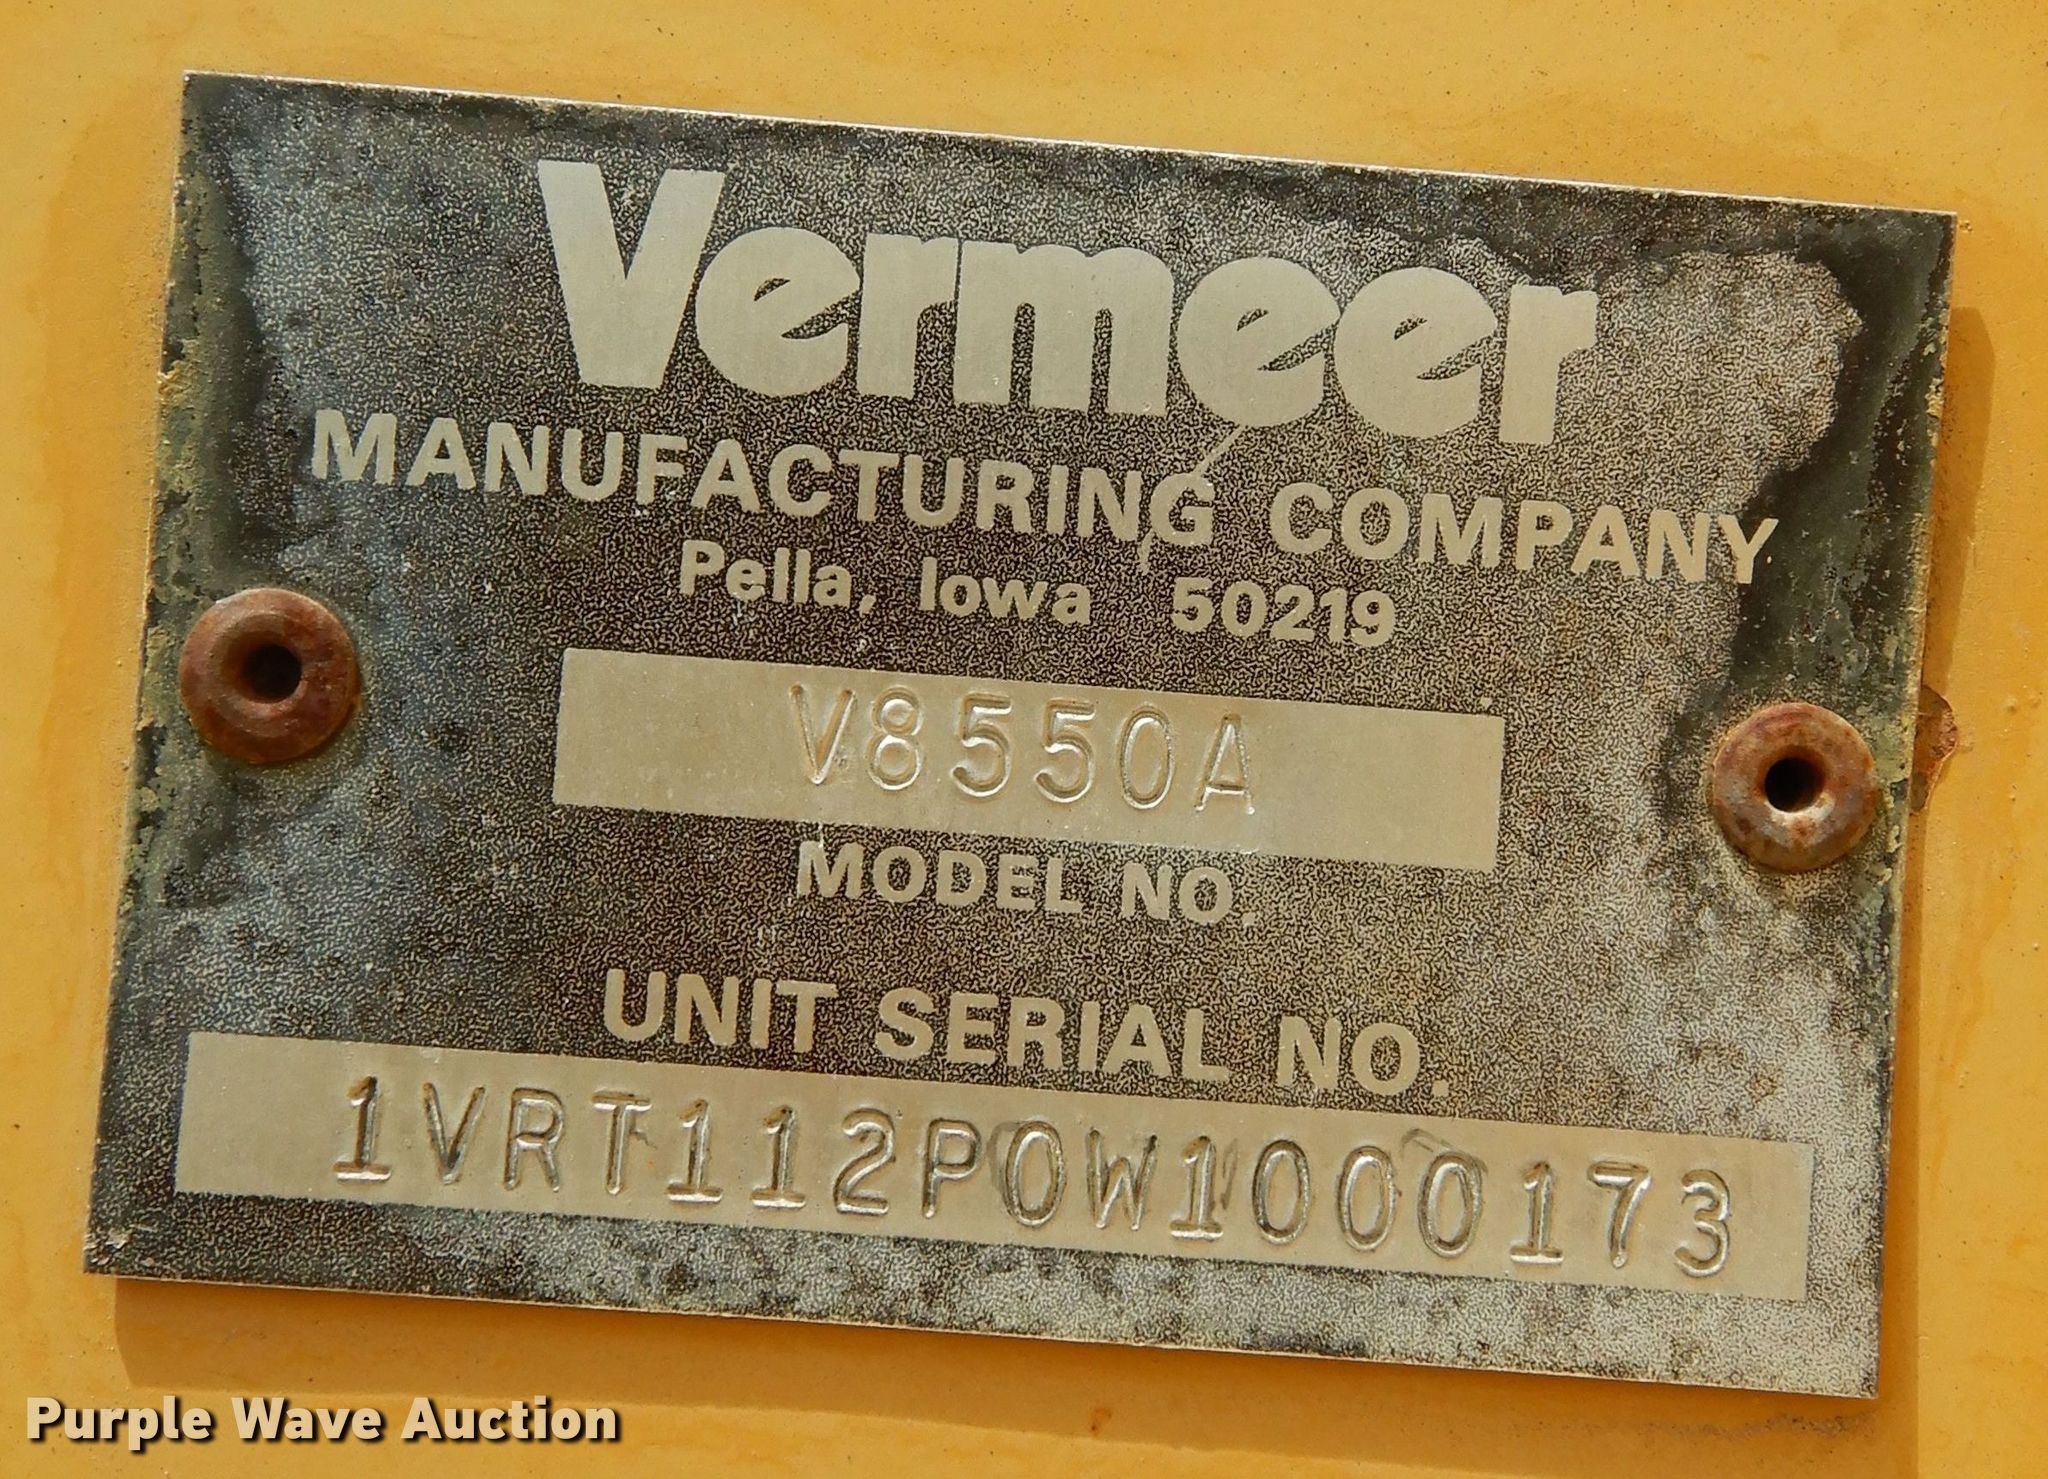 Vermeer
MANUFACTURING COMPANY
Pella, Iowa 50219
V8550A
MODEL NO.
UNIT SERIAL NO.
1VRT112P0W1000173
Purple Wave Auction